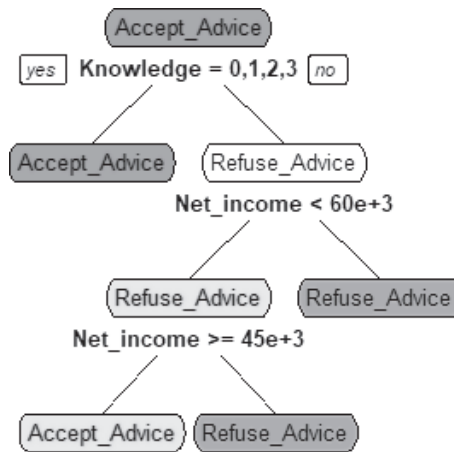 Accept_Advice
yes Knowledge = 0,1,2,3 no
Accept_Advice Refuse_Advice
Net_income < 60e+3
Refuse_Advice Refuse_Advice
Net_income >= 45e+3
Accept_Advice Refuse_Advice